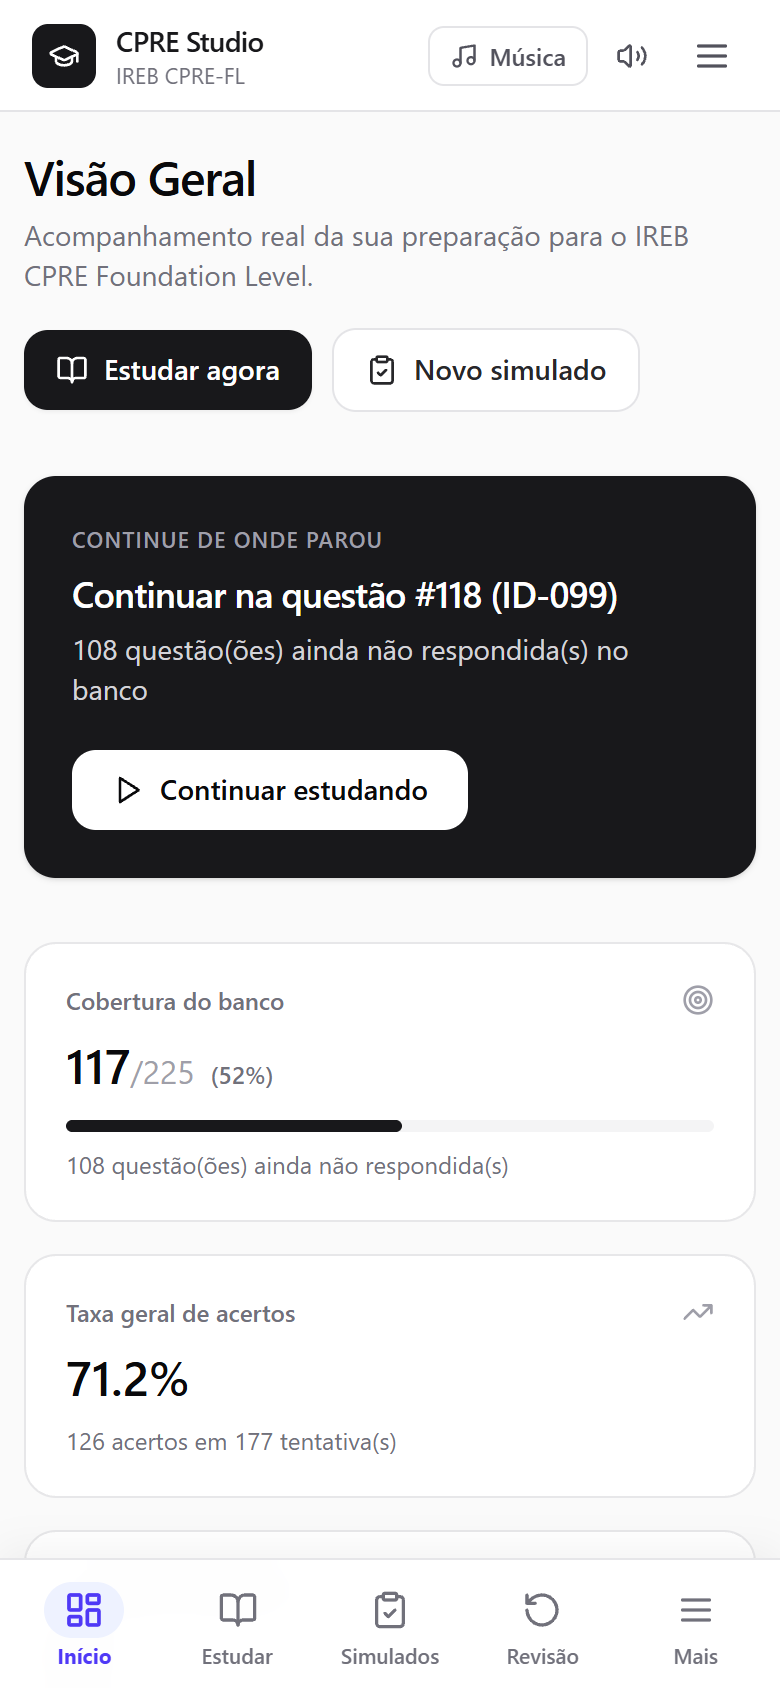 CPRE Studio
IREB CPRE-FL
Música
Visão Geral
Acompanhamento real da sua preparação para o IREB
CPRE Foundation Level.
Estudar agora
Novo simulado
CONTINUE DE ONDE PAROU
Continuar na questão #118 (ID-099)
108 questão(ões) ainda não respondida(s) no
banco
Continuar estudando
Cobertura do banco
117/225 (52%)
108 questão(ões) ainda não respondida(s)
Taxa geral de acertos
71.2%
126 acertos em 177 tentativa(s)
Início
Estudar
Simulados
Revisão
Mais